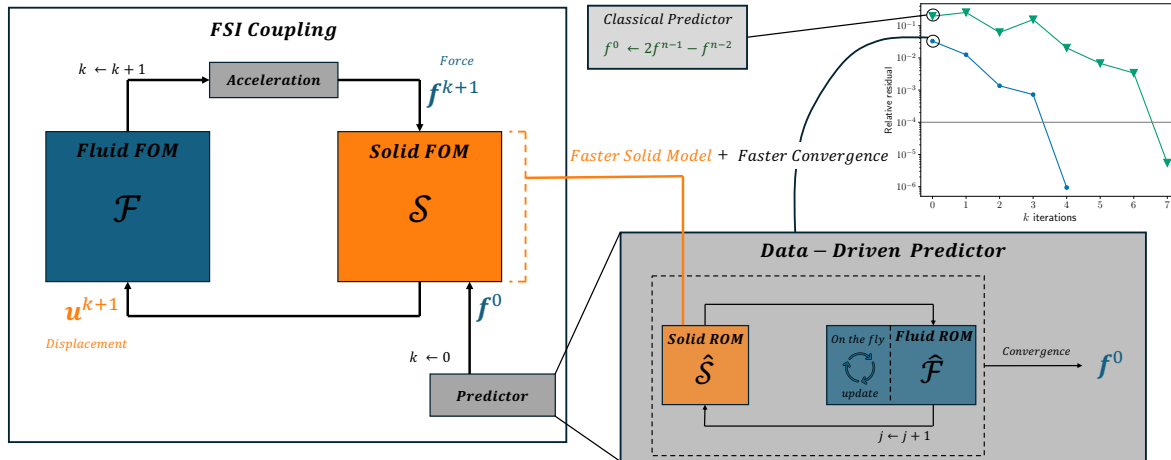 FSI Coupling
k ← k + 1
Acceleration
Force
f^{k+1}
Fluid FOM
ℱ
Solid FOM
𝒮
u^{k+1}
Displacement
f^0
k ← 0
Predictor
Classical Predictor
f^0 ← 2f^{n−1} − f^{n−2}
Faster Solid Model + Faster Convergence
Relative residual
10^{−1}
10^{−2}
10^{−3}
10^{−4}
10^{−5}
10^{−6}
0 1 2 3 4 5 6 7
k iterations
Data − Driven Predictor
Solid ROM
Ŝ
On the fly
update
Fluid ROM
ℱ̂
j ← j + 1
Convergence
f^0